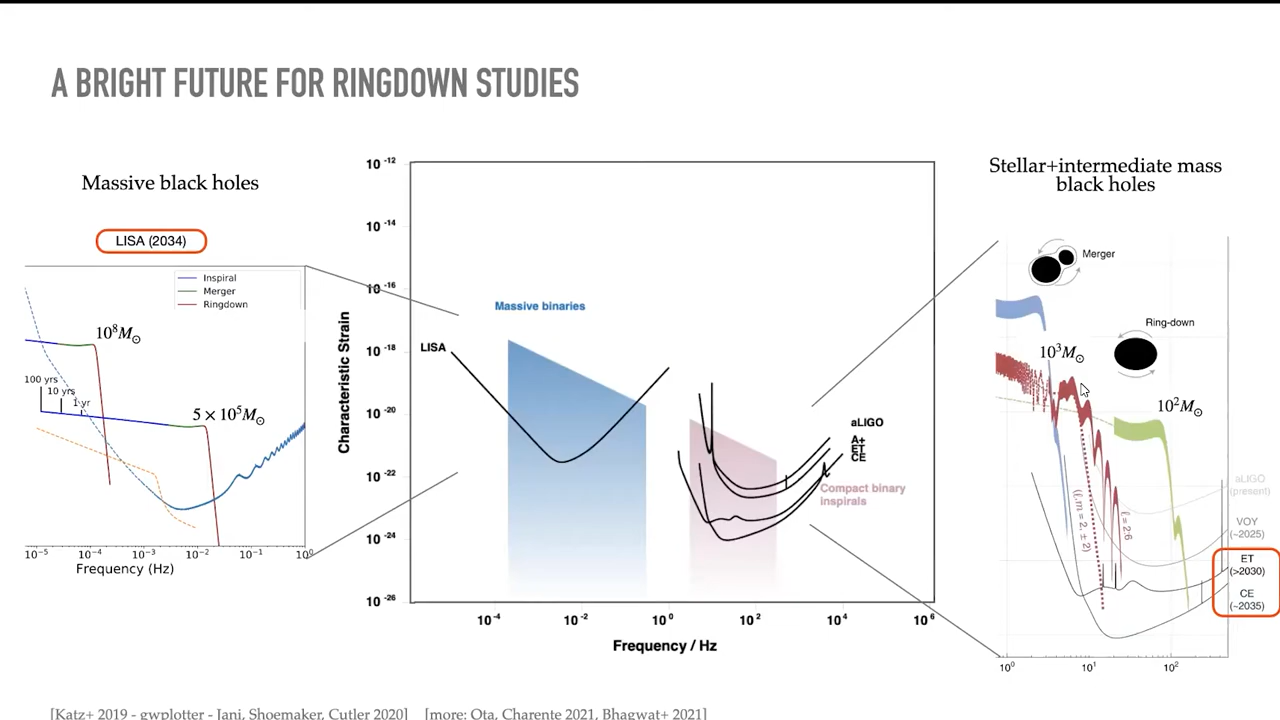 A BRIGHT FUTURE FOR RINGDOWN STUDIES
Massive black holes
LISA (2034)
Inspiral
Merger
Ringdown
10⁸M☉
100 yrs
10 yrs
1 yr
5 × 10⁵M☉
10⁻⁵ 10⁻⁴ 10⁻³ 10⁻² 10⁻¹ 10⁰
Frequency (Hz)
10⁻¹²
10⁻¹⁴
10⁻¹⁶
10⁻¹⁸
10⁻²⁰
10⁻²²
10⁻²⁴
10⁻²⁶
Characteristic Strain
Massive binaries
LISA
aLIGO
A+
ET
CE
Compact binary
inspirals
10⁻⁴ 10⁻² 10⁰ 10² 10⁴ 10⁶
Frequency / Hz
Stellar+intermediate mass
black holes
Merger
Ring-down
10³M☉
10²M☉
(ℓ,m = 2, ± 2)
ℓ = 2:6
aLIGO
(present)
VOY
(~2025)
ET
(>2030)
CE
(~2035)
10⁰ 10¹ 10²
[Katz+ 2019 - gwplotter - Jani, Shoemaker, Cutler 2020] [more: Ota, Charente 2021, Bhagwat+ 2021]